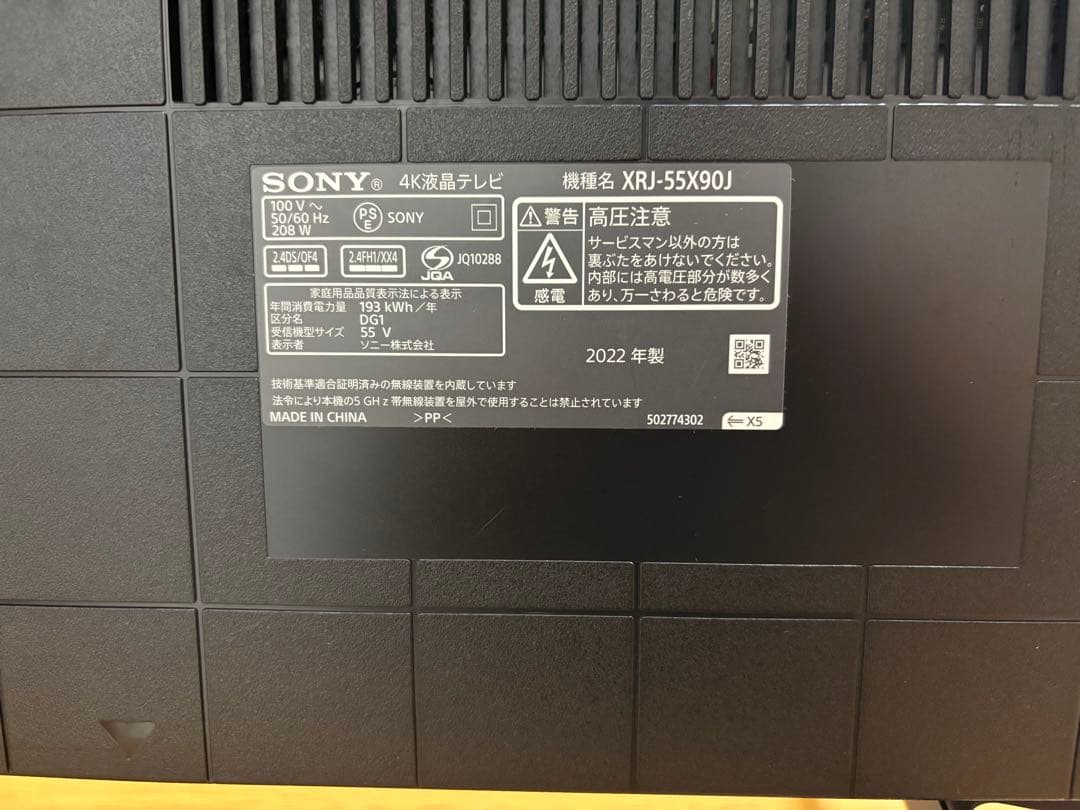 SONY® 4K液晶テレビ 機種名 XRJ-55X90J
100 V ～
50/60 Hz
208 W
PS
E
SONY
2.4DS/OF4
2.4FH1/XX4
JQA
JQ10288
家庭用品品質表示法による表示
年間消費電力量 193 kWh／年
区分名 DG1
受信機型サイズ 55 V
表示者 ソニー株式会社
警告
感電
高圧注意
サービスマン以外の方は
裏ぶたをあけないでください。
内部には高電圧部分が数多く
あり、万一さわると危険です。
2022 年製
技術基準適合証明済みの無線装置を内蔵しています
法令により本機の5 GHz帯無線装置を屋外で使用することは禁止されています
MADE IN CHINA >PP< 502774302 X5